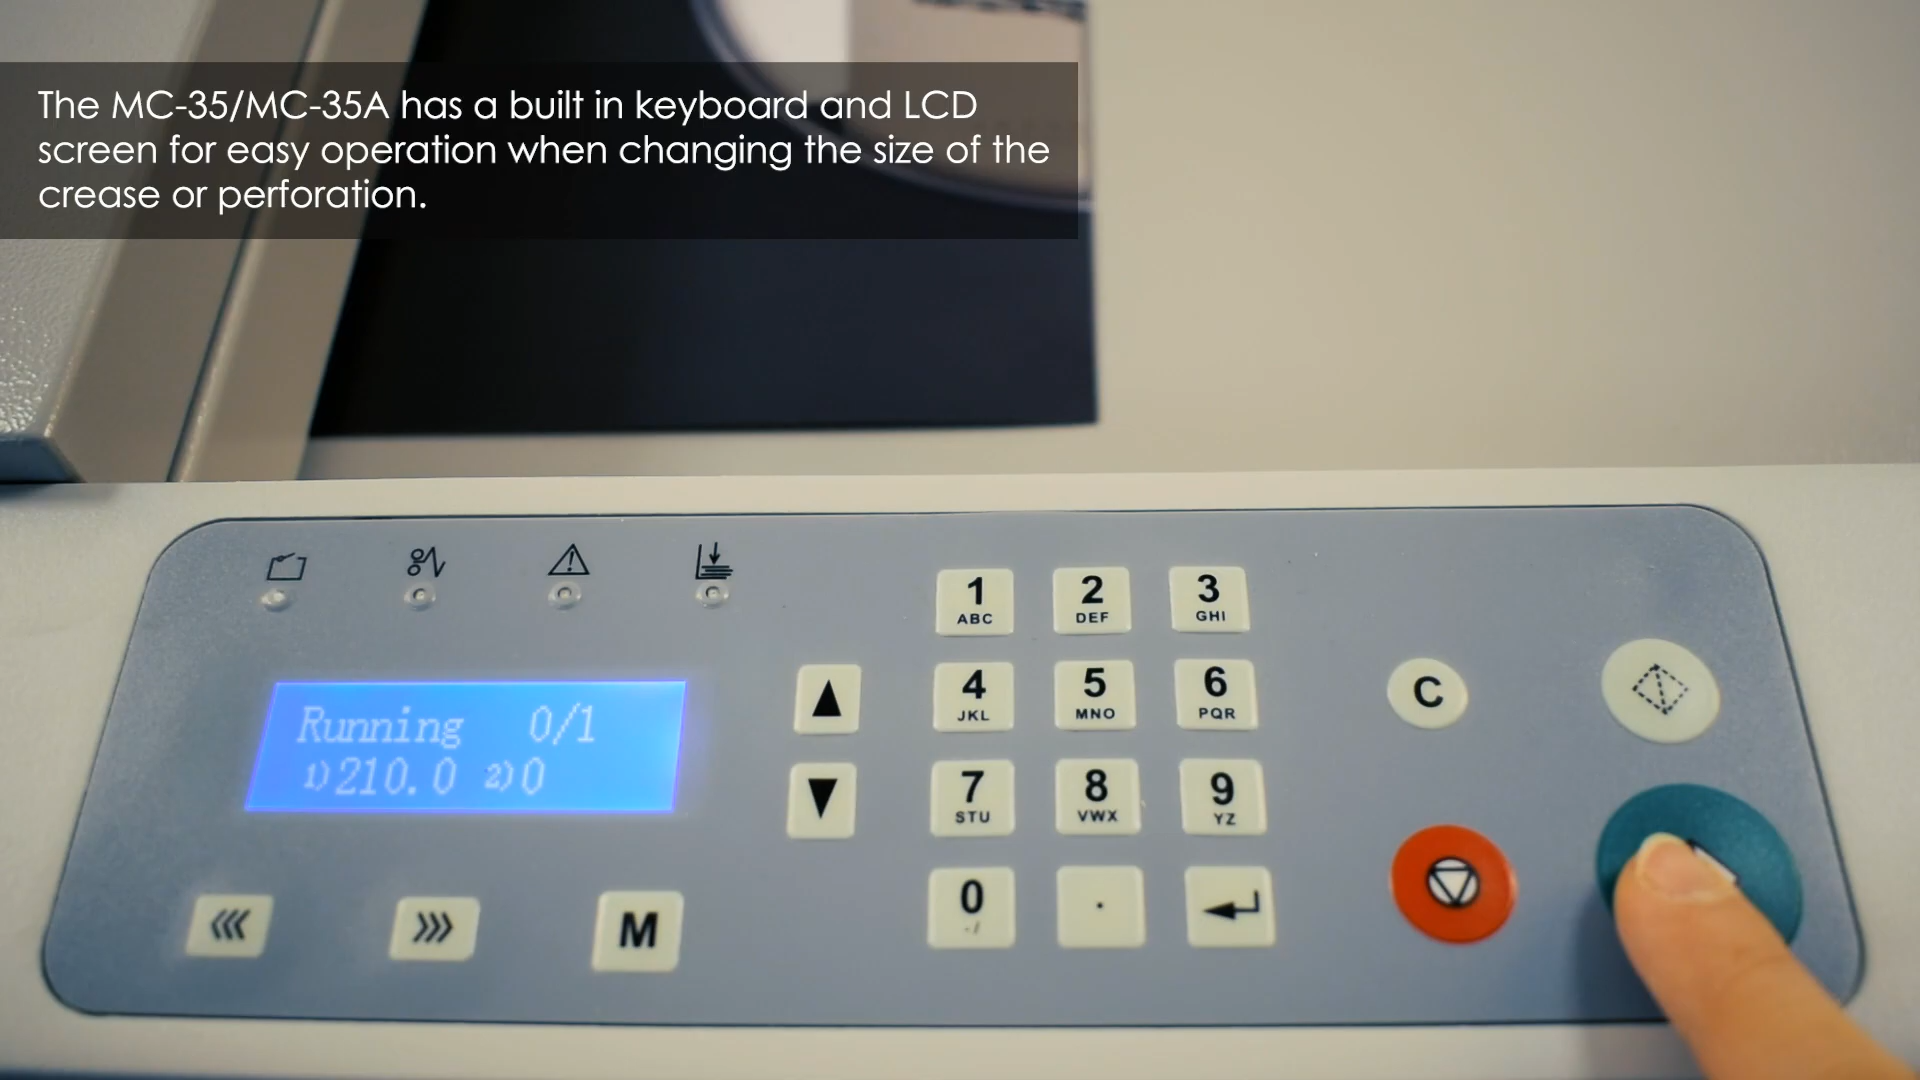 The MC-35/MC-35A has a built in keyboard and LCD
screen for easy operation when changing the size of the
crease or perforation.
Running 0/1
1)210.0 2)0
1 2 3
ABC DEF GHI
4 5 6
JKL MNO PQR
7 8 9
STU VWX YZ
0 .
-/
C
M